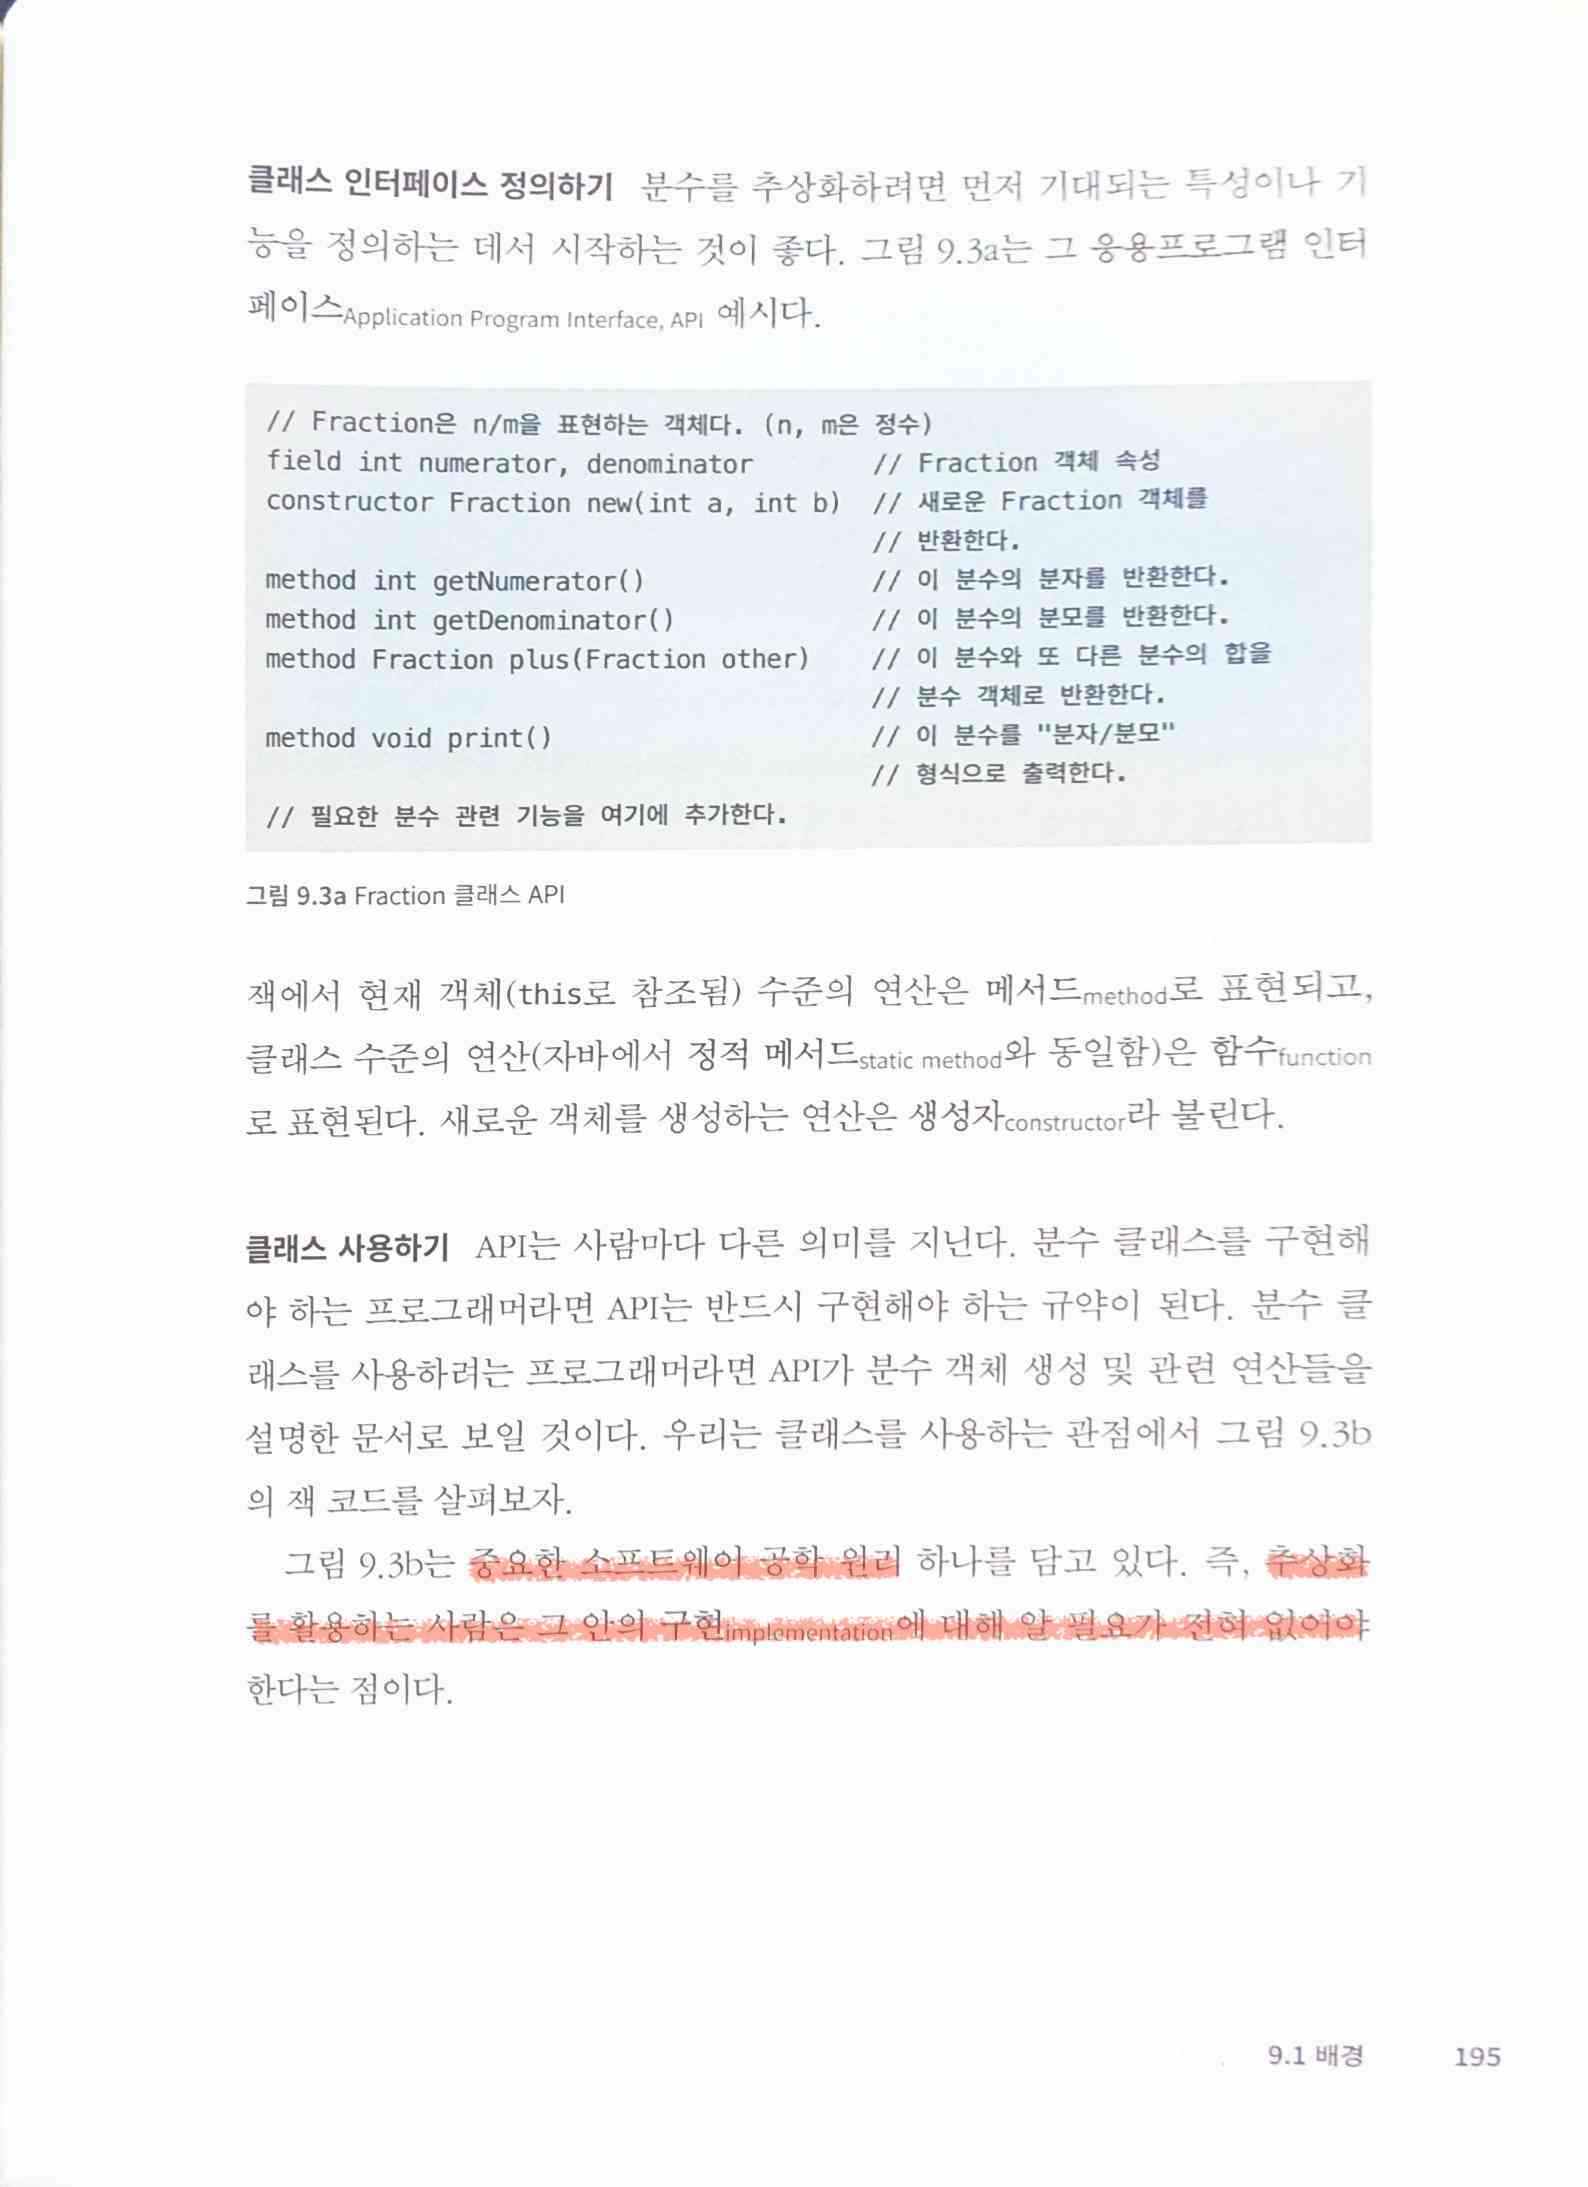 클래스 인터페이스 정의하기 분수를 추상화하려면 먼저 기대되는 특성이나 기
능을 정의하는 데서 시작하는 것이 좋다. 그림 9.3a는 그 응용프로그램 인터
페이스Application Program Interface, API 예시다.
// Fraction은 n/m을 표현하는 객체다. (n, m은 정수)
field int numerator, denominator // Fraction 객체 속성
constructor Fraction new(int a, int b) // 새로운 Fraction 객체를
// 반환한다.
method int getNumerator() // 이 분수의 분자를 반환한다.
method int getDenominator() // 이 분수의 분모를 반환한다.
method Fraction plus(Fraction other) // 이 분수와 또 다른 분수의 합을
// 분수 객체로 반환한다.
method void print() // 이 분수를 "분자/분모"
// 형식으로 출력한다.
// 필요한 분수 관련 기능을 여기에 추가한다.
그림 9.3a Fraction 클래스 API
잭에서 현재 객체(this로 참조됨) 수준의 연산은 메서드method로 표현되고,
클래스 수준의 연산(자바에서 정적 메서드static method와 동일함)은 함수function
로 표현된다. 새로운 객체를 생성하는 연산은 생성자constructor라 불린다.
클래스 사용하기 API는 사람마다 다른 의미를 지닌다. 분수 클래스를 구현해
야 하는 프로그래머라면 API는 반드시 구현해야 하는 규약이 된다. 분수 클
래스를 사용하려는 프로그래머라면 API가 분수 객체 생성 및 관련 연산들을
설명한 문서로 보일 것이다. 우리는 클래스를 사용하는 관점에서 그림 9.3b
의 잭 코드를 살펴보자.
그림 9.3b는 중요한 소프트웨어 공학 원리 하나를 담고 있다. 즉, 추상화
를 활용하는 사람은 그 안의 구현implementation에 대해 알 필요가 전혀 없어야
한다는 점이다.
9.1 배경 195